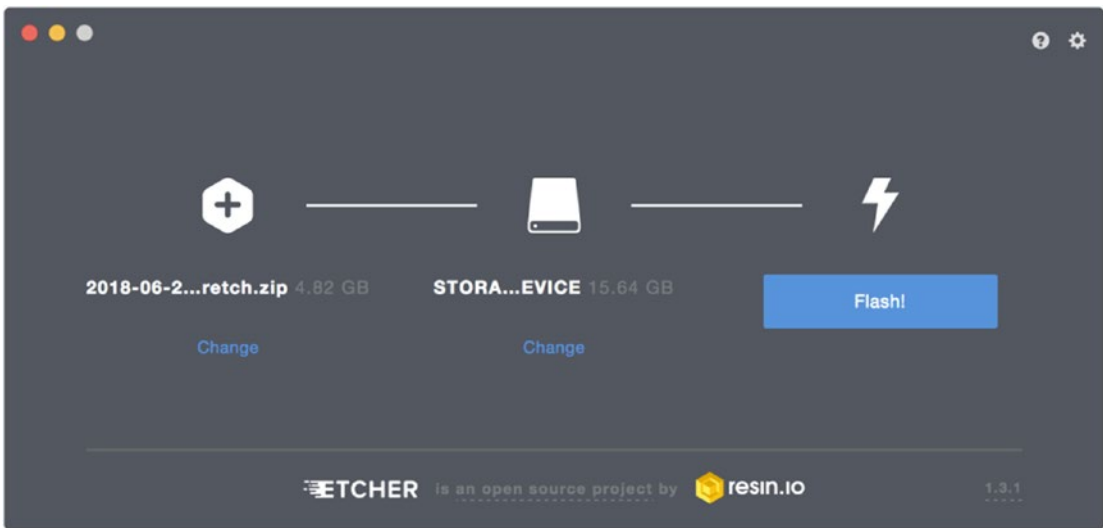 2018-06-2...retch.zip 4.82 GB
STORA...EVICE 15.64 GB
Flash!
Change
Change
ETCHER is an open source project by resin.io
1.3.1